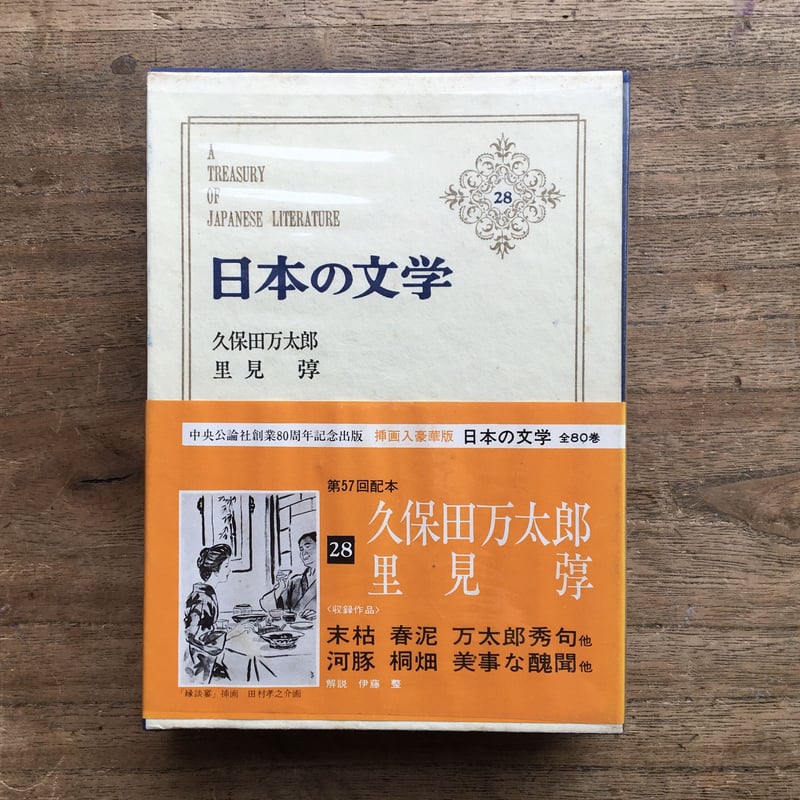 A
TREASURY
OF
JAPANESE LITERATURE
28
日本の文学
久保田万太郎
里見 弴
中央公論社創業80周年記念出版 挿画入豪華版 日本の文学 全80巻
第57回配本
28
久保田万太郎
里見 弴
〈収録作品〉
末枯 春泥 万太郎秀句他
河豚 桐畑 美事な醜聞他
解説 伊藤 整
「縁談窶」挿画 田村孝之介画